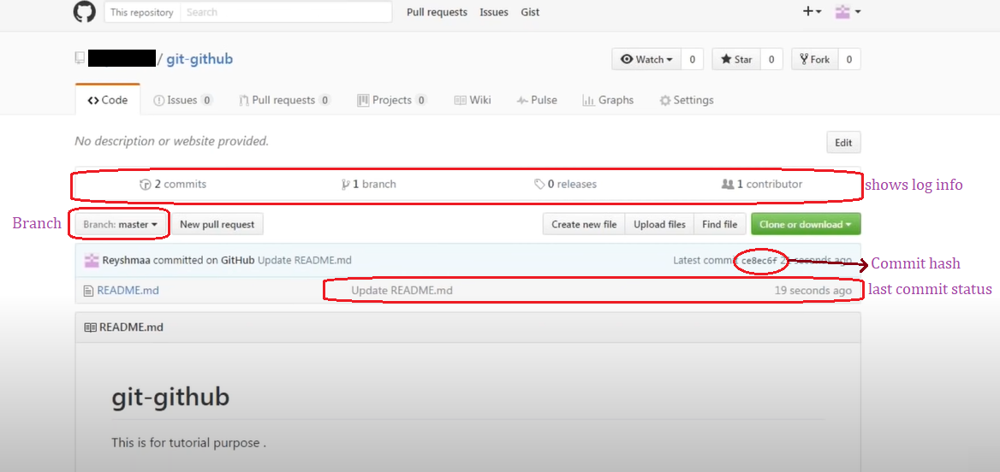 This repository Search Pull requests Issues Gist
/ git-github Watch 0 Star 0 Fork 0
Code Issues 0 Pull requests 0 Projects 0 Wiki Pulse Graphs Settings
No description or website provided. Edit
2 commits 1 branch 0 releases 1 contributor shows log info
Branch Branch: master New pull request Create new file Upload files Find file Clone or download
Reyshmaa committed on GitHub Update README.md Latest commit ce8ec6f seconds ago Commit hash
README.md Update README.md 19 seconds ago last commit status
README.md
git-github
This is for tutorial purpose .